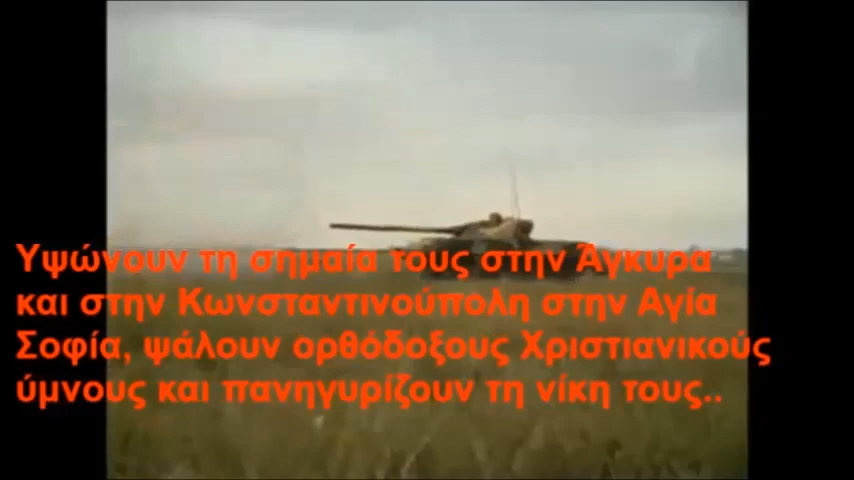 Υψώνουν τη σημαία τους στην Άγκυρα
και στην Κωνσταντινούπολη στην Αγία
Σοφία, ψάλουν ορθόδοξους Χριστιανικούς
ύμνους και πανηγυρίζουν τη νίκη τους..